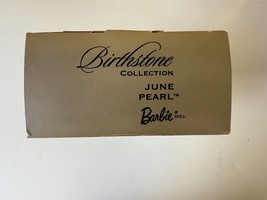 Birthstone
COLLECTION
JUNE
PEARL™
Barbie® DOLL